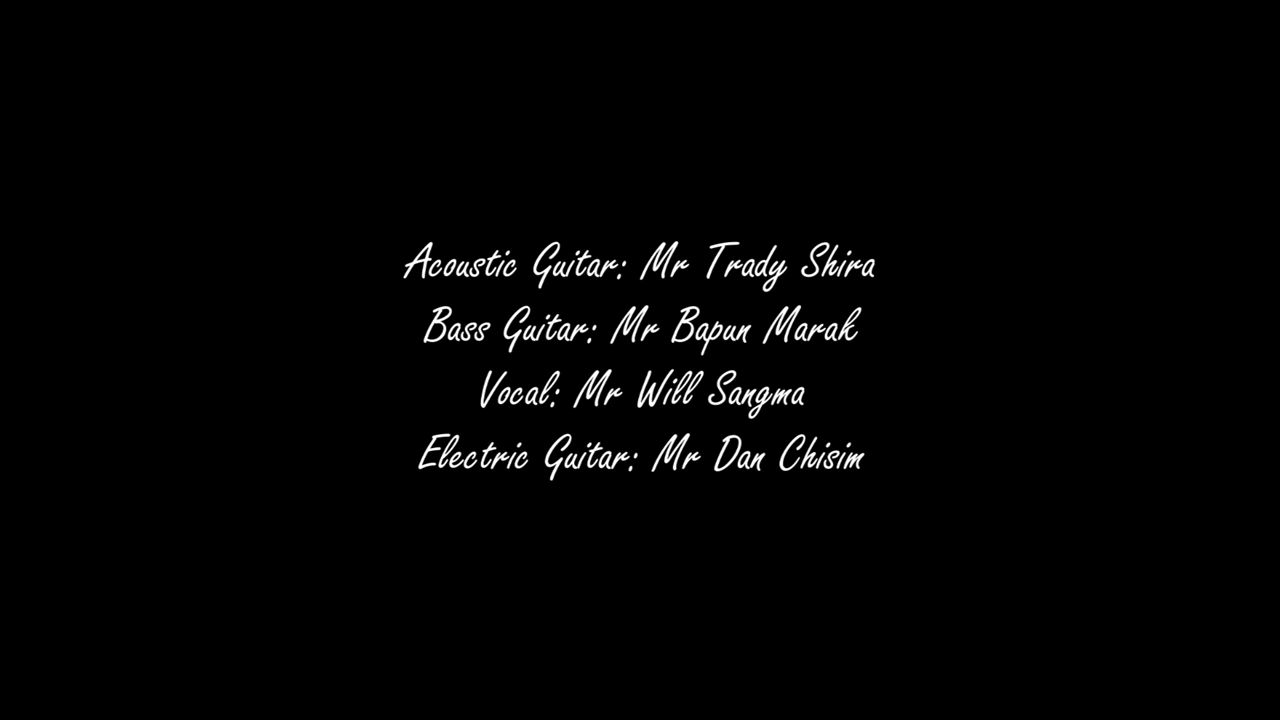 Acoustic Guitar: Mr Trady Shira
Bass Guitar: Mr Bapun Marak
Vocal: Mr Will Sangma
Electric Guitar: Mr Dan Chisim